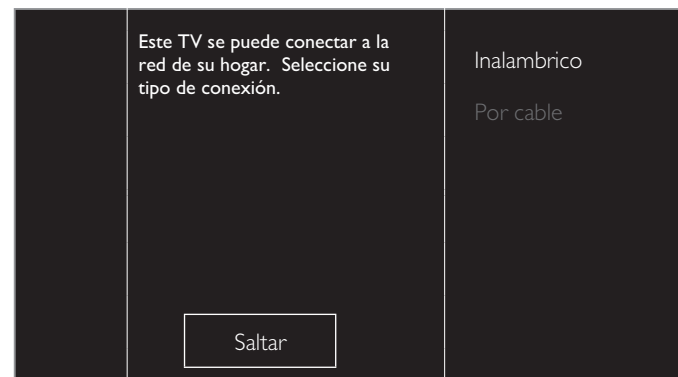 Este TV se puede conectar a la
red de su hogar. Seleccione su
tipo de conexión.
Inalambrico
Por cable
Saltar